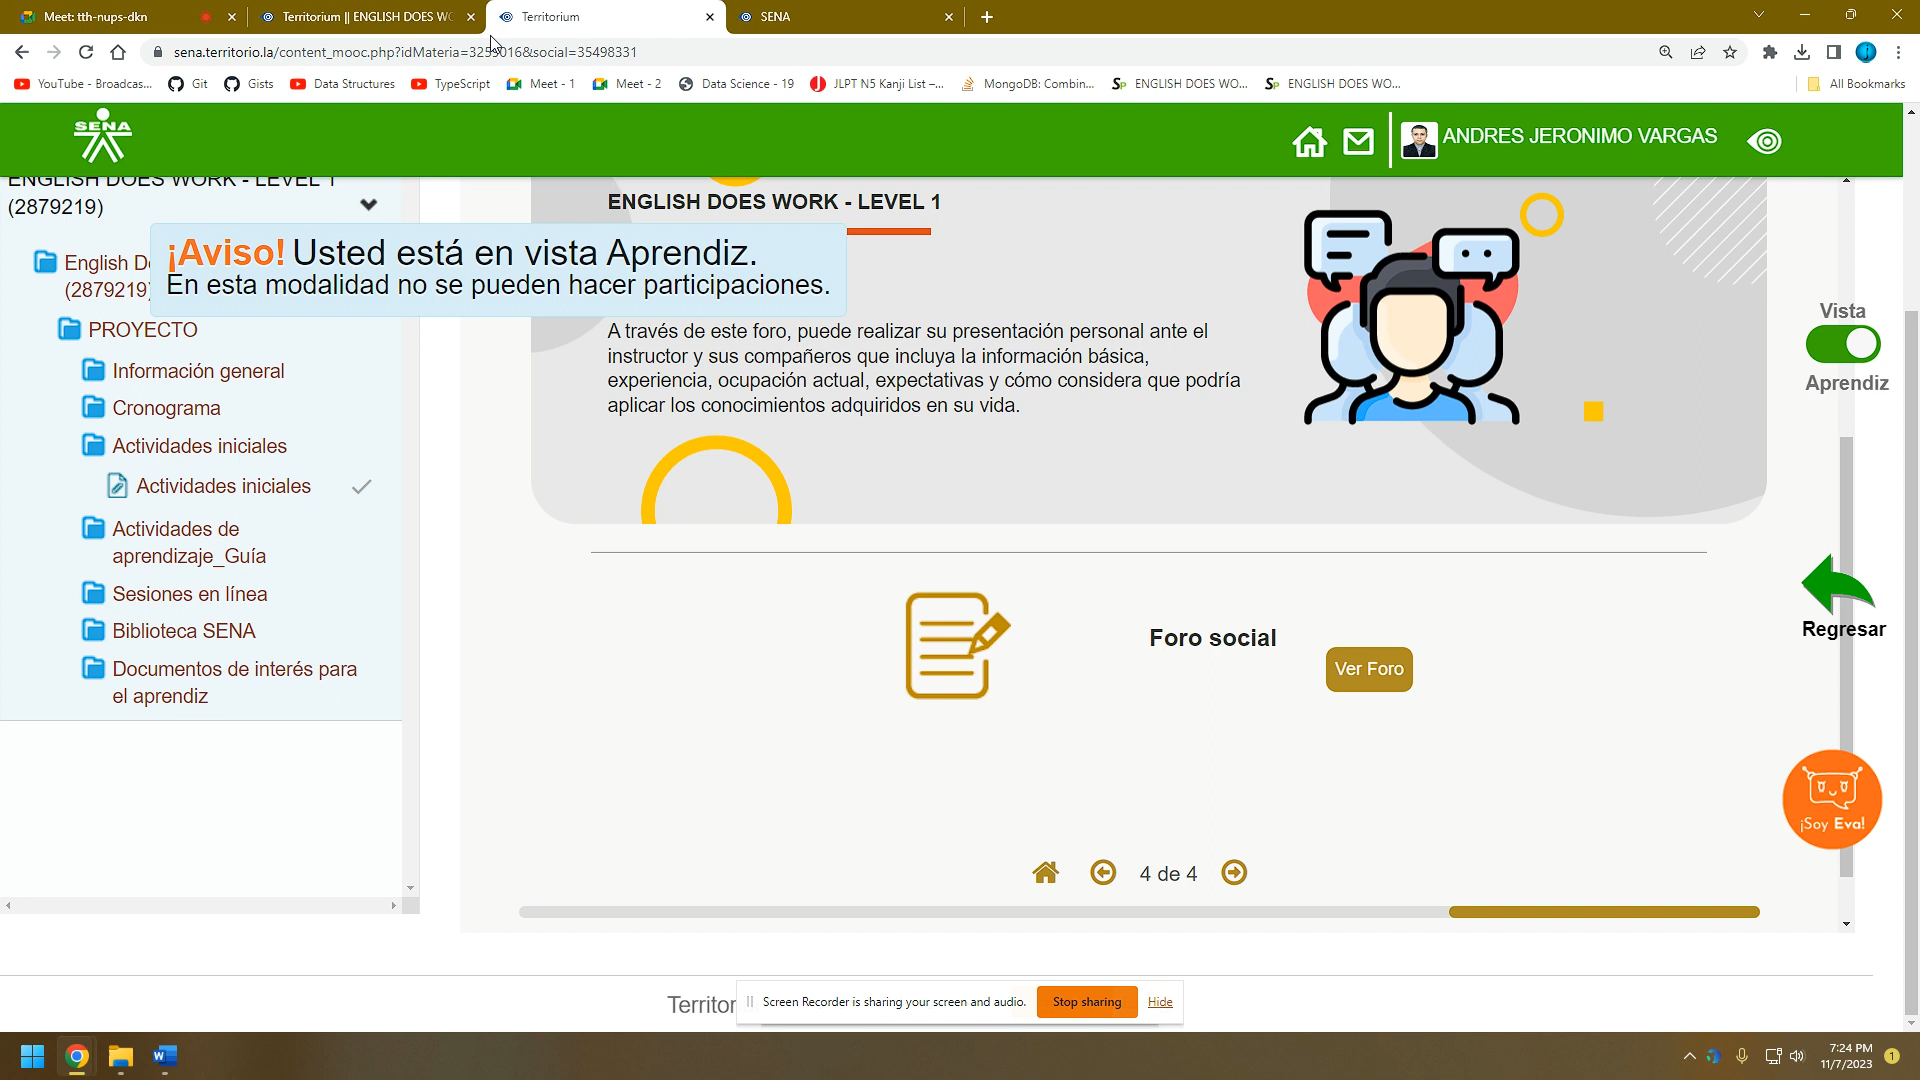 Meet: tth-nups-dkn
Territorium || ENGLISH DOES WO
Territorium
SENA
sena.territorio.la/content_mooc.php?idMateria=3259016&social=35498331
YouTube - Broadcas...
Git
Gists
Data Structures
TypeScript
Meet - 1
Meet - 2
Data Science - 19
JLPT N5 Kanji List –...
MongoDB: Combin...
ENGLISH DOES WO...
ENGLISH DOES WO...
All Bookmarks
SENA
ANDRES JERONIMO VARGAS
ENGLISH DOES WORK - LEVEL 1
(2879219)
English D
(2879219)
¡Aviso! Usted está en vista Aprendiz.
En esta modalidad no se pueden hacer participaciones.
PROYECTO
Información general
Cronograma
Actividades iniciales
Actividades iniciales
Actividades de
aprendizaje_Guía
Sesiones en línea
Biblioteca SENA
Documentos de interés para
el aprendiz
ENGLISH DOES WORK - LEVEL 1
A través de este foro, puede realizar su presentación personal ante el
instructor y sus compañeros que incluya la información básica,
experiencia, ocupación actual, expectativas y cómo considera que podría
aplicar los conocimientos adquiridos en su vida.
Foro social
Ver Foro
4 de 4
Vista
Aprendiz
Regresar
¡Soy Eva!
Territor
Screen Recorder is sharing your screen and audio.
Stop sharing
Hide
7:24 PM
11/7/2023
1